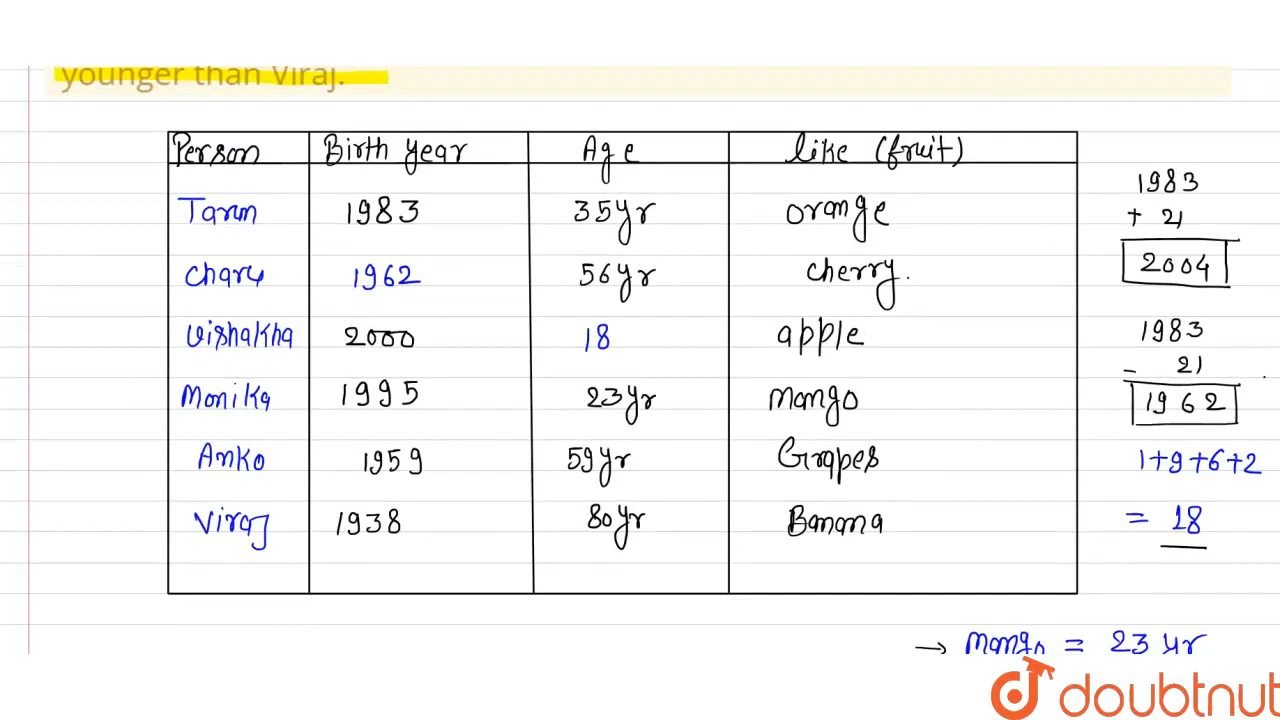 younger than Viraj.
Person Birth year Age like (fruit)
Tarun 1983 35yr orange
Charu 1962 56yr cherry.
Vishakha 2000 18 apple
Monika 1995 23yr Mango
Anko 1959 59yr Grapes
Viraj 1938 80yr Banana
1983
+ 21
2004
1983
- 21
1962
1+9+6+2
= 18
→ Mango = 23 yr
doubtnut